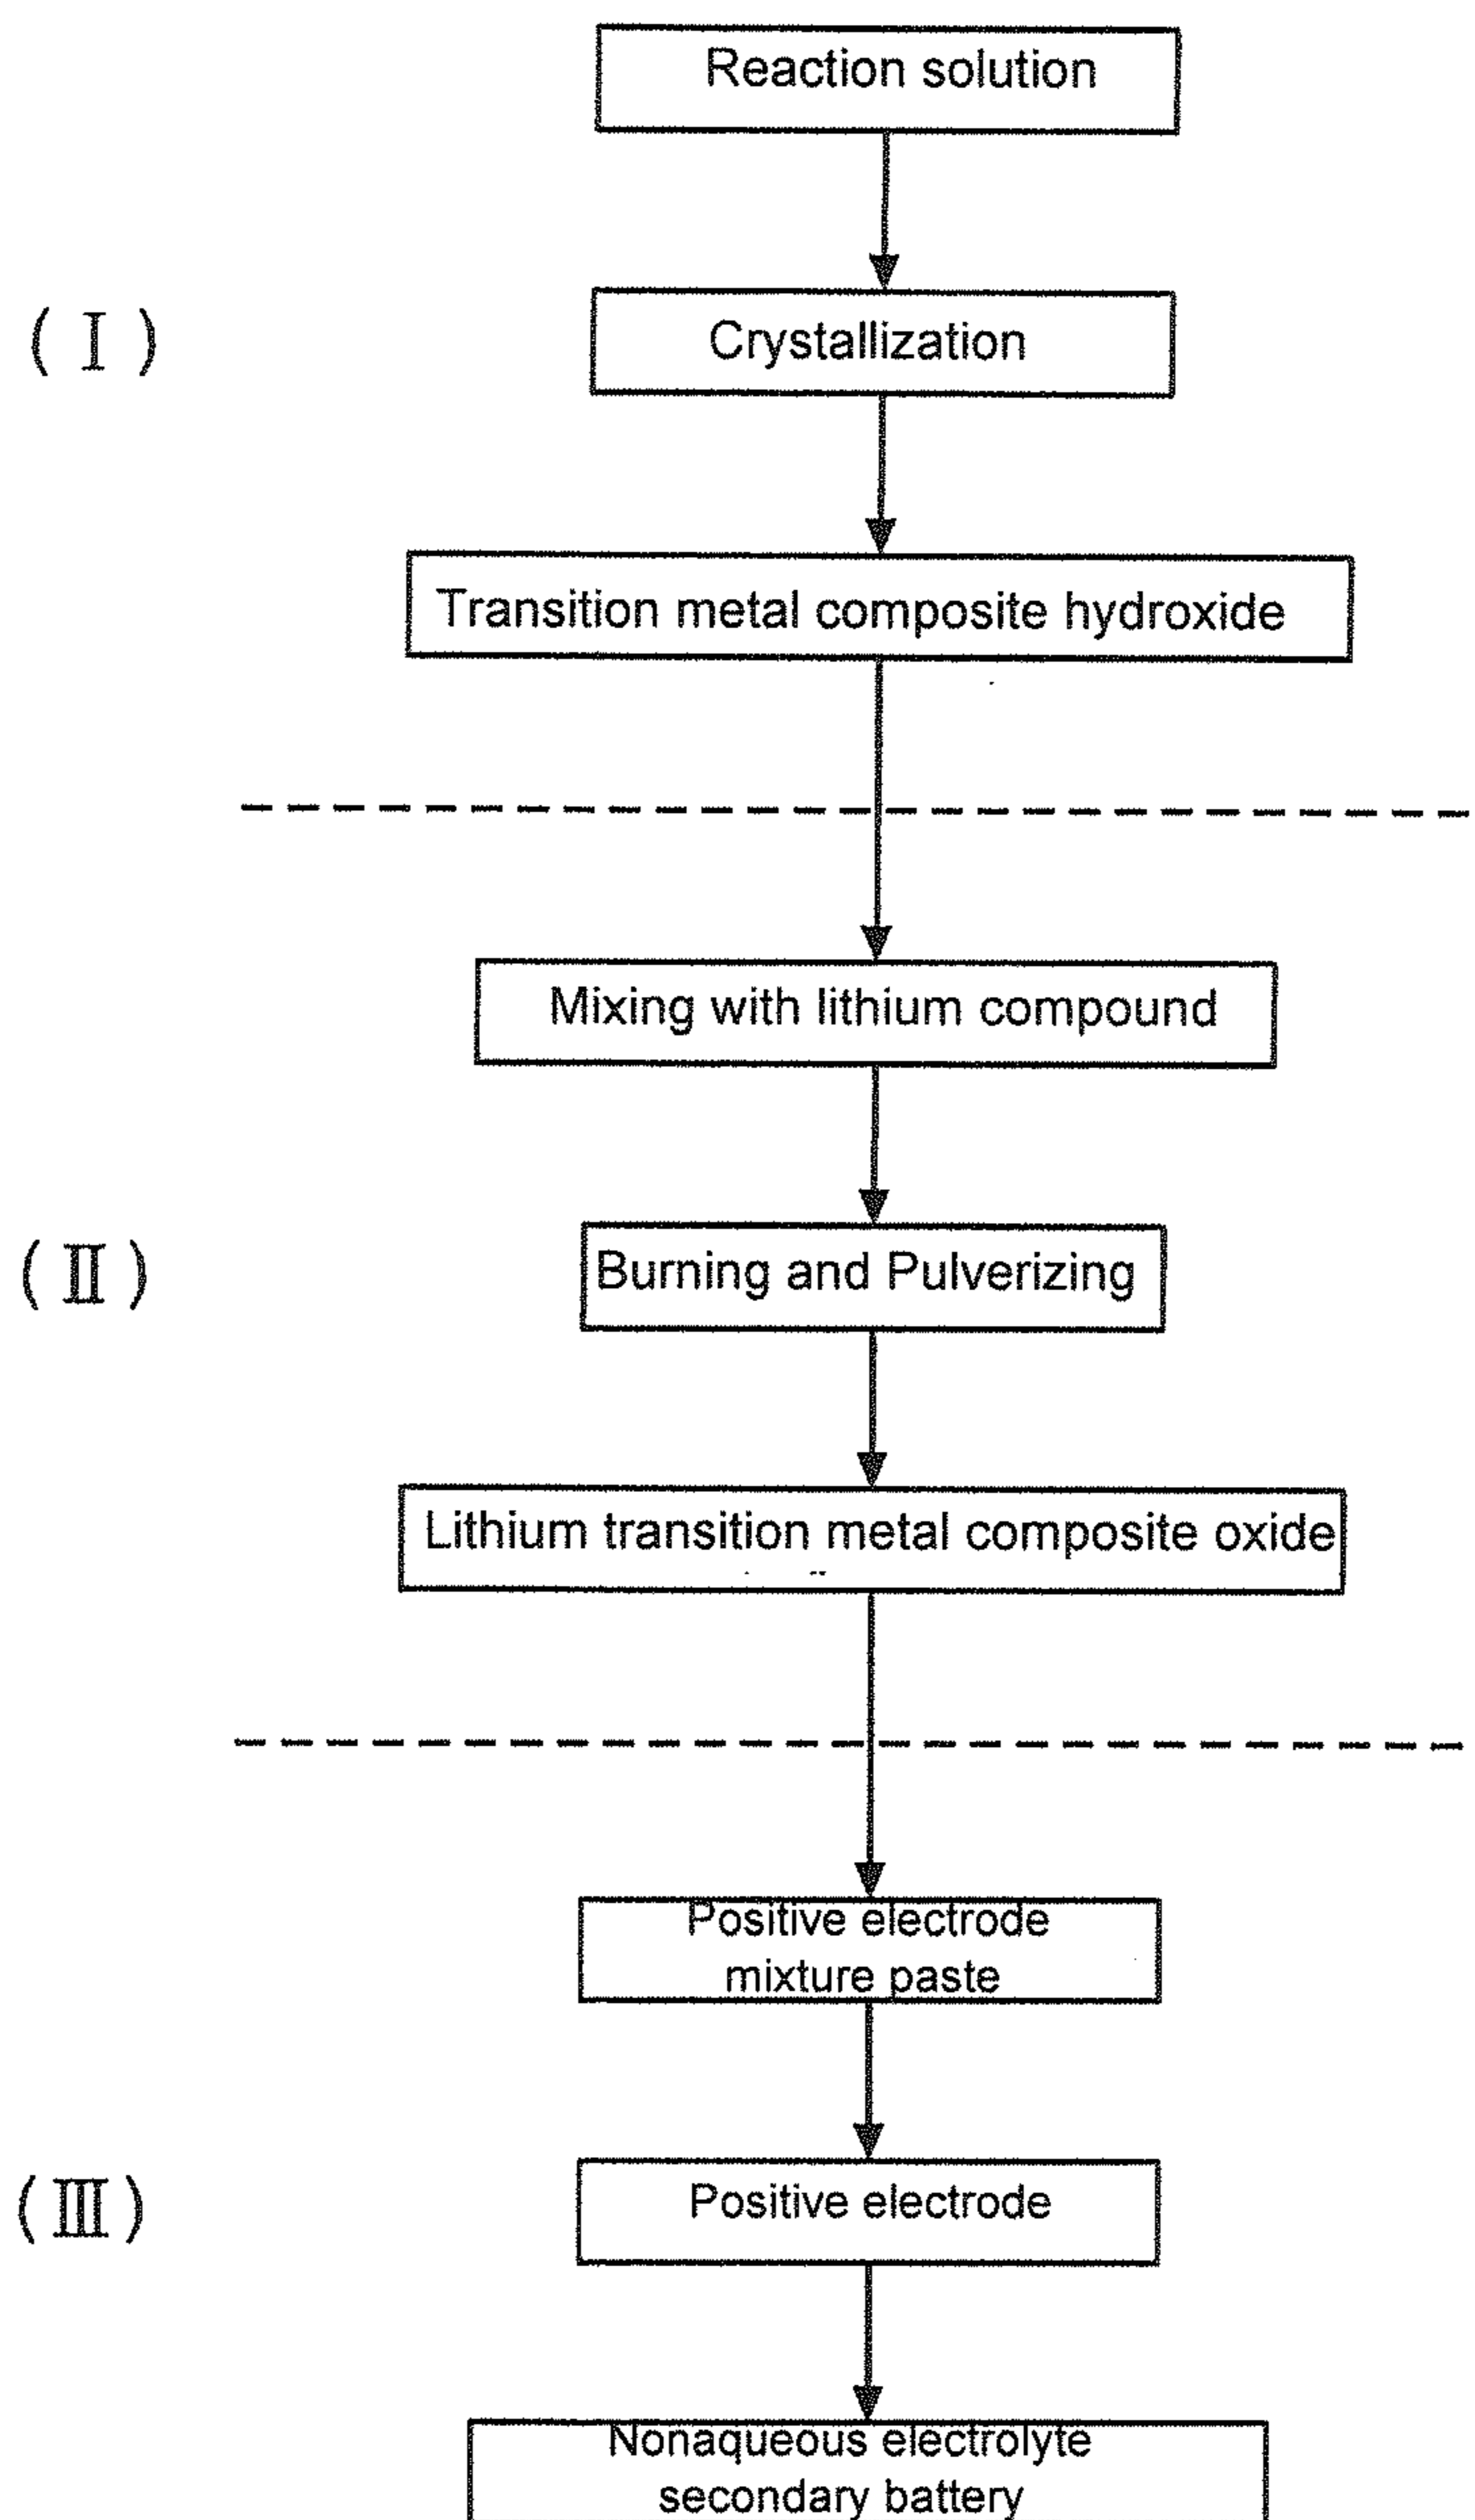 Reaction solution
( Ⅰ )
Crystallization
Transition metal composite hydroxide
Mixing with lithium compound
( Ⅱ )
Burning and Pulverizing
Lithium transition metal composite oxide
Positive electrode
mixture paste
( Ⅲ )
Positive electrode
Nonaqueous electrolyte
secondary battery